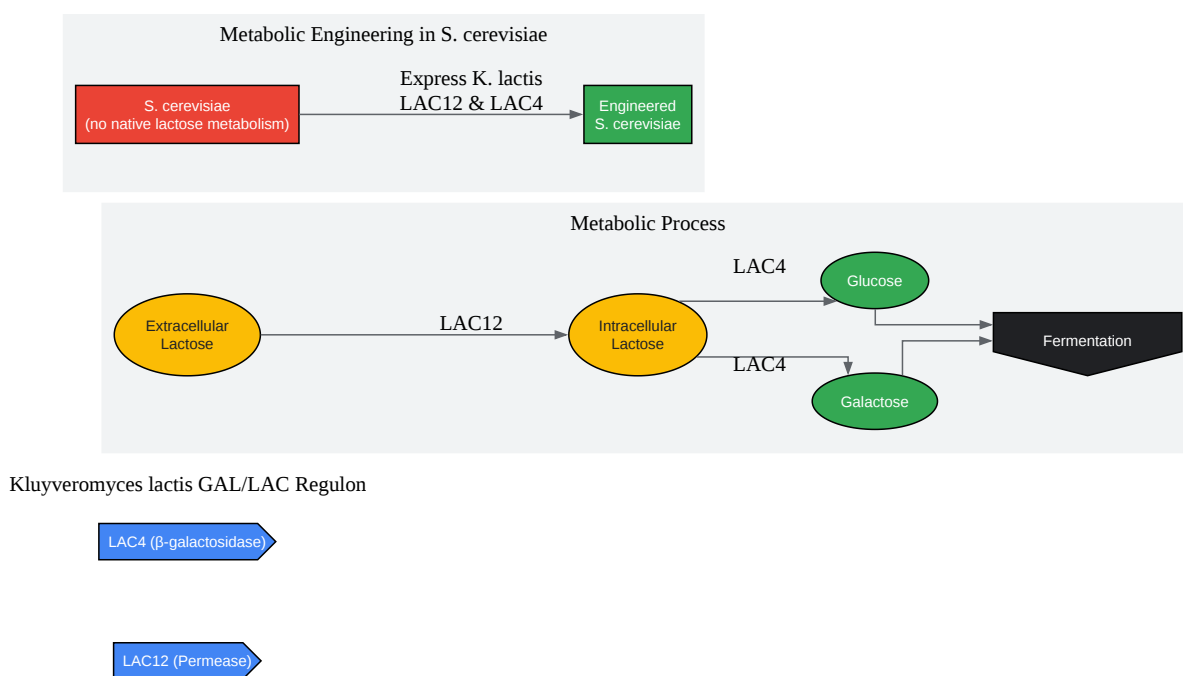 Metabolic Engineering in S. cerevisiae
Express K. lactis
LAC12 & LAC4
S. cerevisiae
(no native lactose metabolism)
Engineered
S. cerevisiae
Metabolic Process
LAC4
Glucose
Extracellular
Lactose
LAC12
Intracellular
Lactose
Fermentation
LAC4
Galactose
Kluyveromyces lactis GAL/LAC Regulon
LAC4 (β-galactosidase)
LAC12 (Permease)